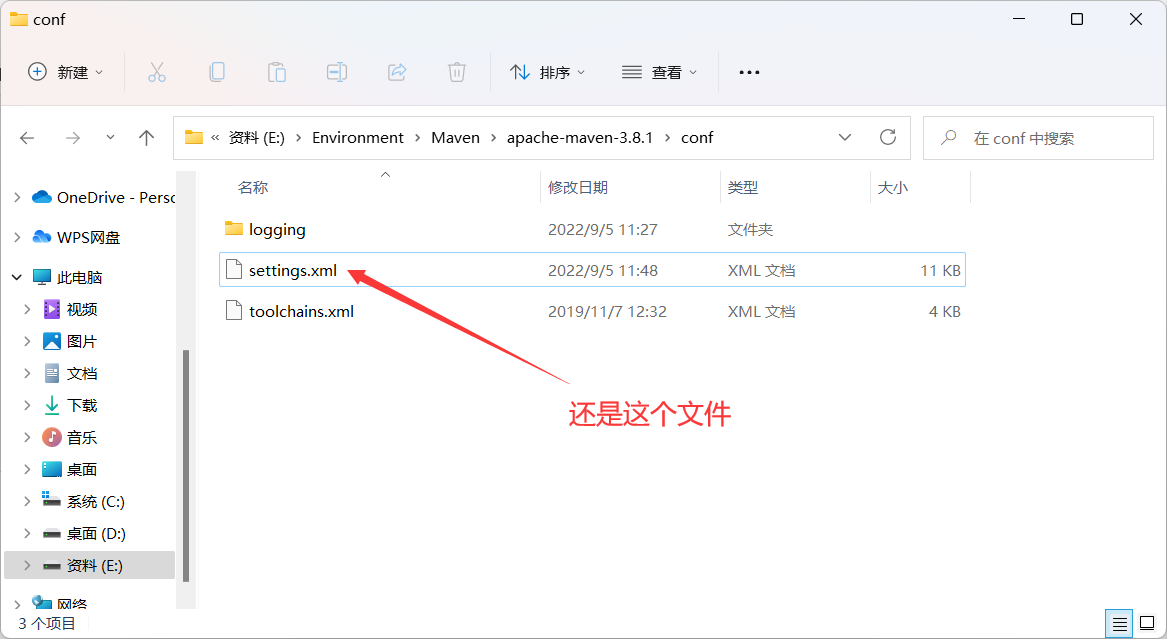 conf
新建
排序
查看
« 资料 (E:) › Environment › Maven › apache-maven-3.8.1 › conf
在 conf 中搜索
名称 修改日期 类型 大小
logging 2022/9/5 11:27 文件夹
settings.xml 2022/9/5 11:48 XML 文档 11 KB
toolchains.xml 2019/11/7 12:32 XML 文档 4 KB
还是这个文件
OneDrive - Perso
WPS网盘
此电脑
视频
图片
文档
下载
音乐
桌面
系统 (C:)
桌面 (D:)
资料 (E:)
网络
3 个项目